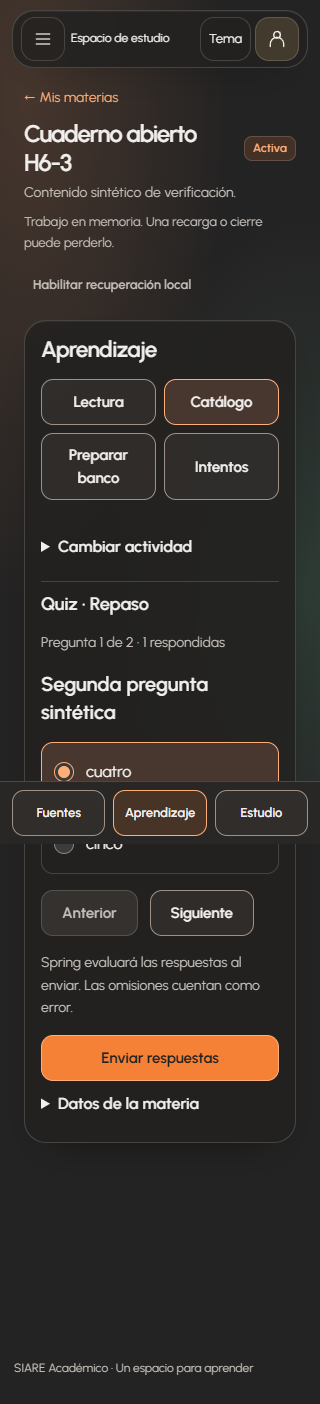 Espacio de estudio
Tema
← Mis materias
Cuaderno abierto
H6-3
Activa
Contenido sintético de verificación.
Trabajo en memoria. Una recarga o cierre
puede perderlo.
Habilitar recuperación local
Aprendizaje
Lectura
Catálogo
Preparar
banco
Intentos
Cambiar actividad
Quiz · Repaso
Pregunta 1 de 2 · 1 respondidas
Segunda pregunta
sintética
cuatro
Fuentes
Aprendizaje
Estudio
cinco
Anterior
Siguiente
Spring evaluará las respuestas al
enviar. Las omisiones cuentan como
error.
Enviar respuestas
Datos de la materia
SIARE Académico · Un espacio para aprender